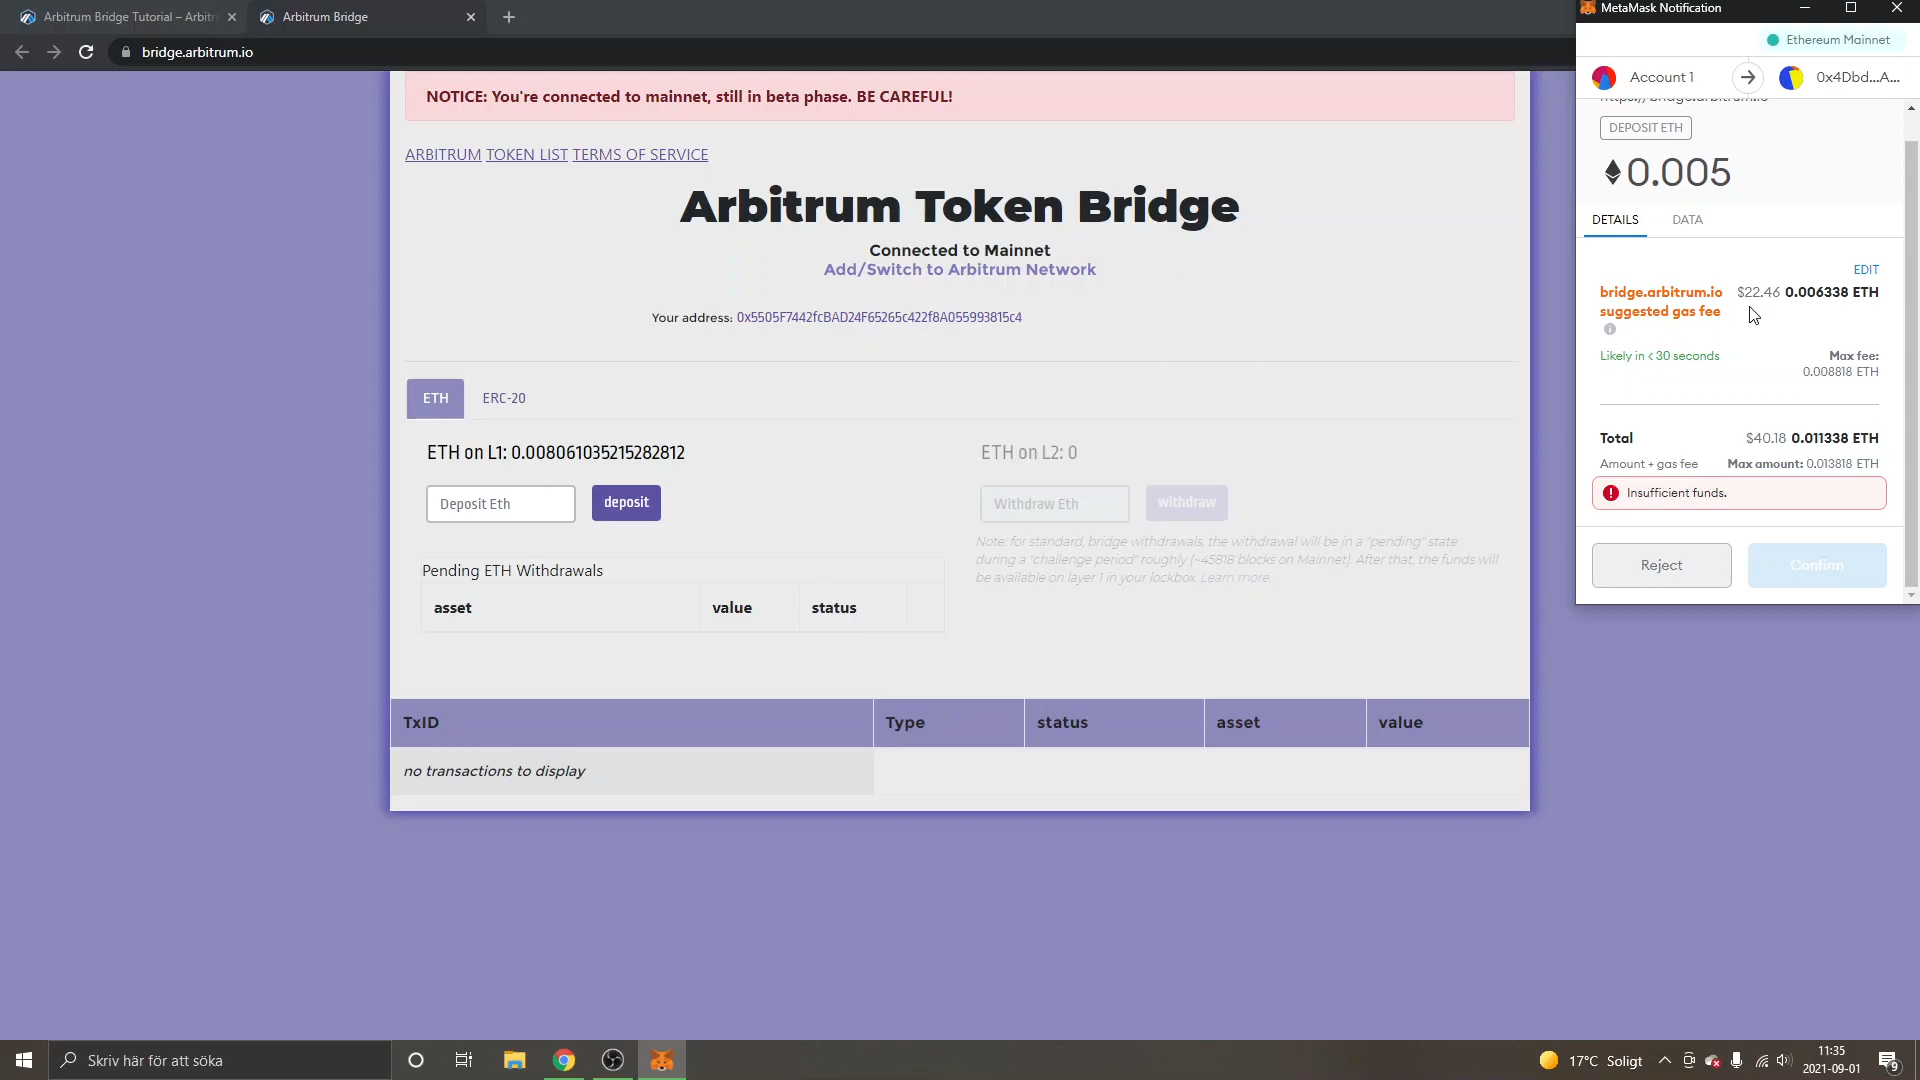 Arbitrum Bridge Tutorial – Arbitr
Arbitrum Bridge
bridge.arbitrum.io
NOTICE: You're connected to mainnet, still in beta phase. BE CAREFUL!
ARBITRUM TOKEN LIST TERMS OF SERVICE
Arbitrum Token Bridge
Connected to Mainnet
Add/Switch to Arbitrum Network
Your address: 0x5505F7442fcBAD24F65265c422f8A055993815c4
ETH ERC-20
ETH on L1: 0.008061035215282812
Deposit Eth deposit
Pending ETH Withdrawals
asset value status
ETH on L2: 0
Withdraw Eth withdraw
Note: for standard, bridge withdrawals, the withdrawal will be in a "pending" state
during a "challenge period" roughly (~45818 blocks on Mainnet). After that, the funds will
be available on layer 1 in your lockbox. Learn more.
TxID Type status asset value
no transactions to display
MetaMask Notification
Ethereum Mainnet
Account 1 0x4Dbd...A...
https://bridge.arbitrum.io
DEPOSIT ETH
0.005
DETAILS DATA
EDIT
bridge.arbitrum.io $22.46 0.006338 ETH
suggested gas fee
Likely in < 30 seconds Max fee:
0.008818 ETH
Total $40.18 0.011338 ETH
Amount + gas fee Max amount: 0.013818 ETH
Insufficient funds.
Reject Confirm
Skriv här för att söka
17°C Soligt
11:35
2021-09-01
9